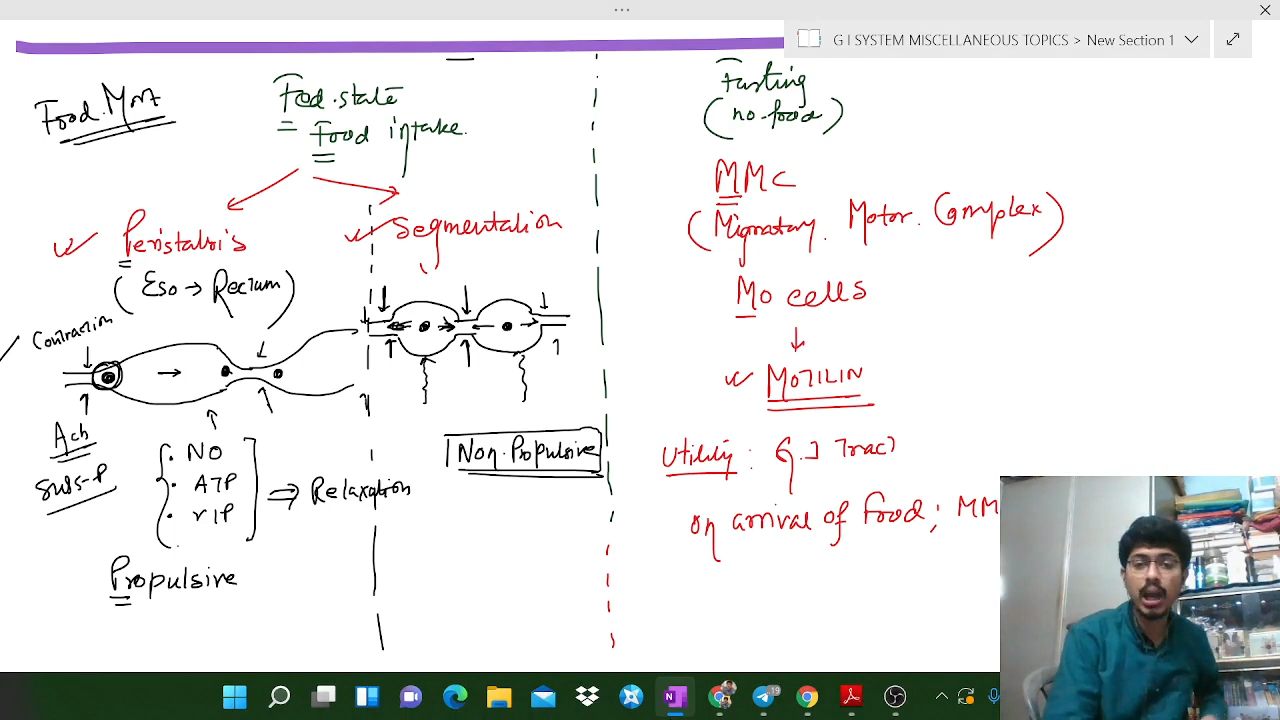 G I SYSTEM MISCELLANEOUS TOPICS > New Section 1
Food.Mnt
Fed.state
Food intake.
Peristalsis
(Eso → Rectum)
Contraction
Ach
subs-P
. NO
. ATP
. VIP
⇒ Relaxation
Propulsive
Segmentation
Non.Propulsive
Fasting
(no.food)
MMC
(Migratory. Motor. Complex)
Mo cells
↓
MOTILIN
Utility : G.I Trac
on arrival of food; MM
19